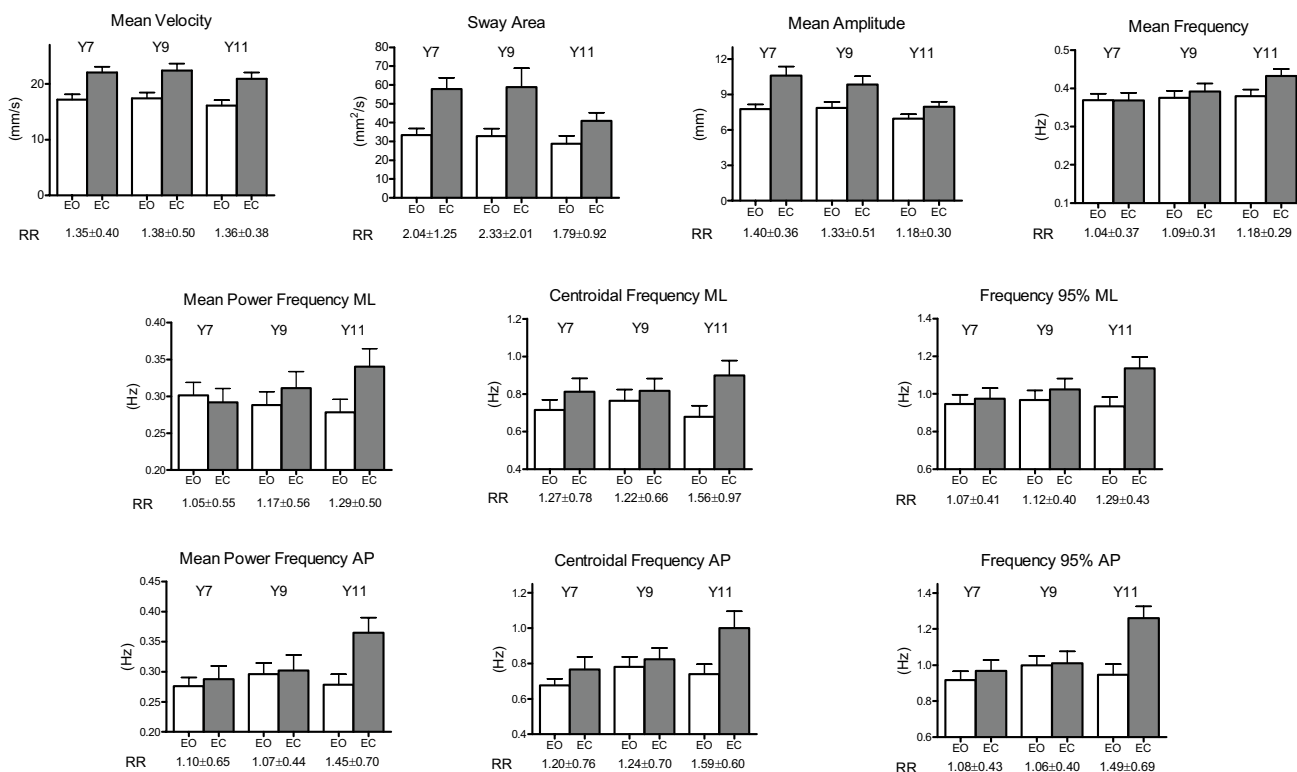 Mean Velocity
Y7 Y9 Y11
(mm/s)
20
0
EO EC EO EC EO EC
RR 1.35±0.40 1.38±0.50 1.36±0.38
Sway Area
Y7 Y9 Y11
(mm²/s)
80
70
60
50
40
30
20
10
0
EO EC EO EC EO EC
RR 2.04±1.25 2.33±2.01 1.79±0.92
Mean Amplitude
Y7 Y9 Y11
(mm)
12
9
6
3
0
EO EC EO EC EO EC
RR 1.40±0.36 1.33±0.51 1.18±0.30
Mean Frequency
Y7 Y9 Y11
(Hz)
0.5
0.4
0.3
0.2
0.1
EO EC EO EC EO EC
RR 1.04±0.37 1.09±0.31 1.18±0.29
Mean Power Frequency ML
Y7 Y9 Y11
(Hz)
0.40
0.35
0.30
0.25
0.20
EO EC EO EC EO EC
RR 1.05±0.55 1.17±0.56 1.29±0.50
Centroidal Frequency ML
Y7 Y9 Y11
(Hz)
1.2
1.0
0.8
0.6
0.4
EO EC EO EC EO EC
RR 1.27±0.78 1.22±0.66 1.56±0.97
Frequency 95% ML
Y7 Y9 Y11
(Hz)
1.4
1.2
1.0
0.8
0.6
EO EC EO EC EO EC
RR 1.07±0.41 1.12±0.40 1.29±0.43
Mean Power Frequency AP
Y7 Y9 Y11
(Hz)
0.45
0.40
0.35
0.30
0.25
0.20
EO EC EO EC EO EC
RR 1.10±0.65 1.07±0.44 1.45±0.70
Centroidal Frequency AP
Y7 Y9 Y11
(Hz)
1.2
1.0
0.8
0.6
0.4
EO EC EO EC EO EC
RR 1.20±0.76 1.24±0.70 1.59±0.60
Frequency 95% AP
Y7 Y9 Y11
(Hz)
1.4
1.2
1.0
0.8
0.6
EO EC EO EC EO EC
RR 1.08±0.43 1.06±0.40 1.49±0.69